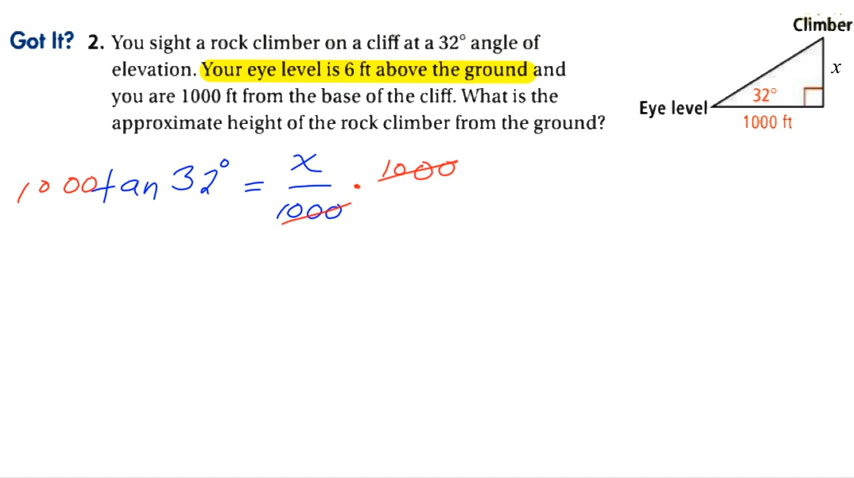 Got It? 2. You sight a rock climber on a cliff at a 32° angle of
elevation. Your eye level is 6 ft above the ground and
you are 1000 ft from the base of the cliff. What is the
approximate height of the rock climber from the ground?
Climber
x
32°
Eye level
1000 ft
1000 tan 32° = x/1000 · 1000